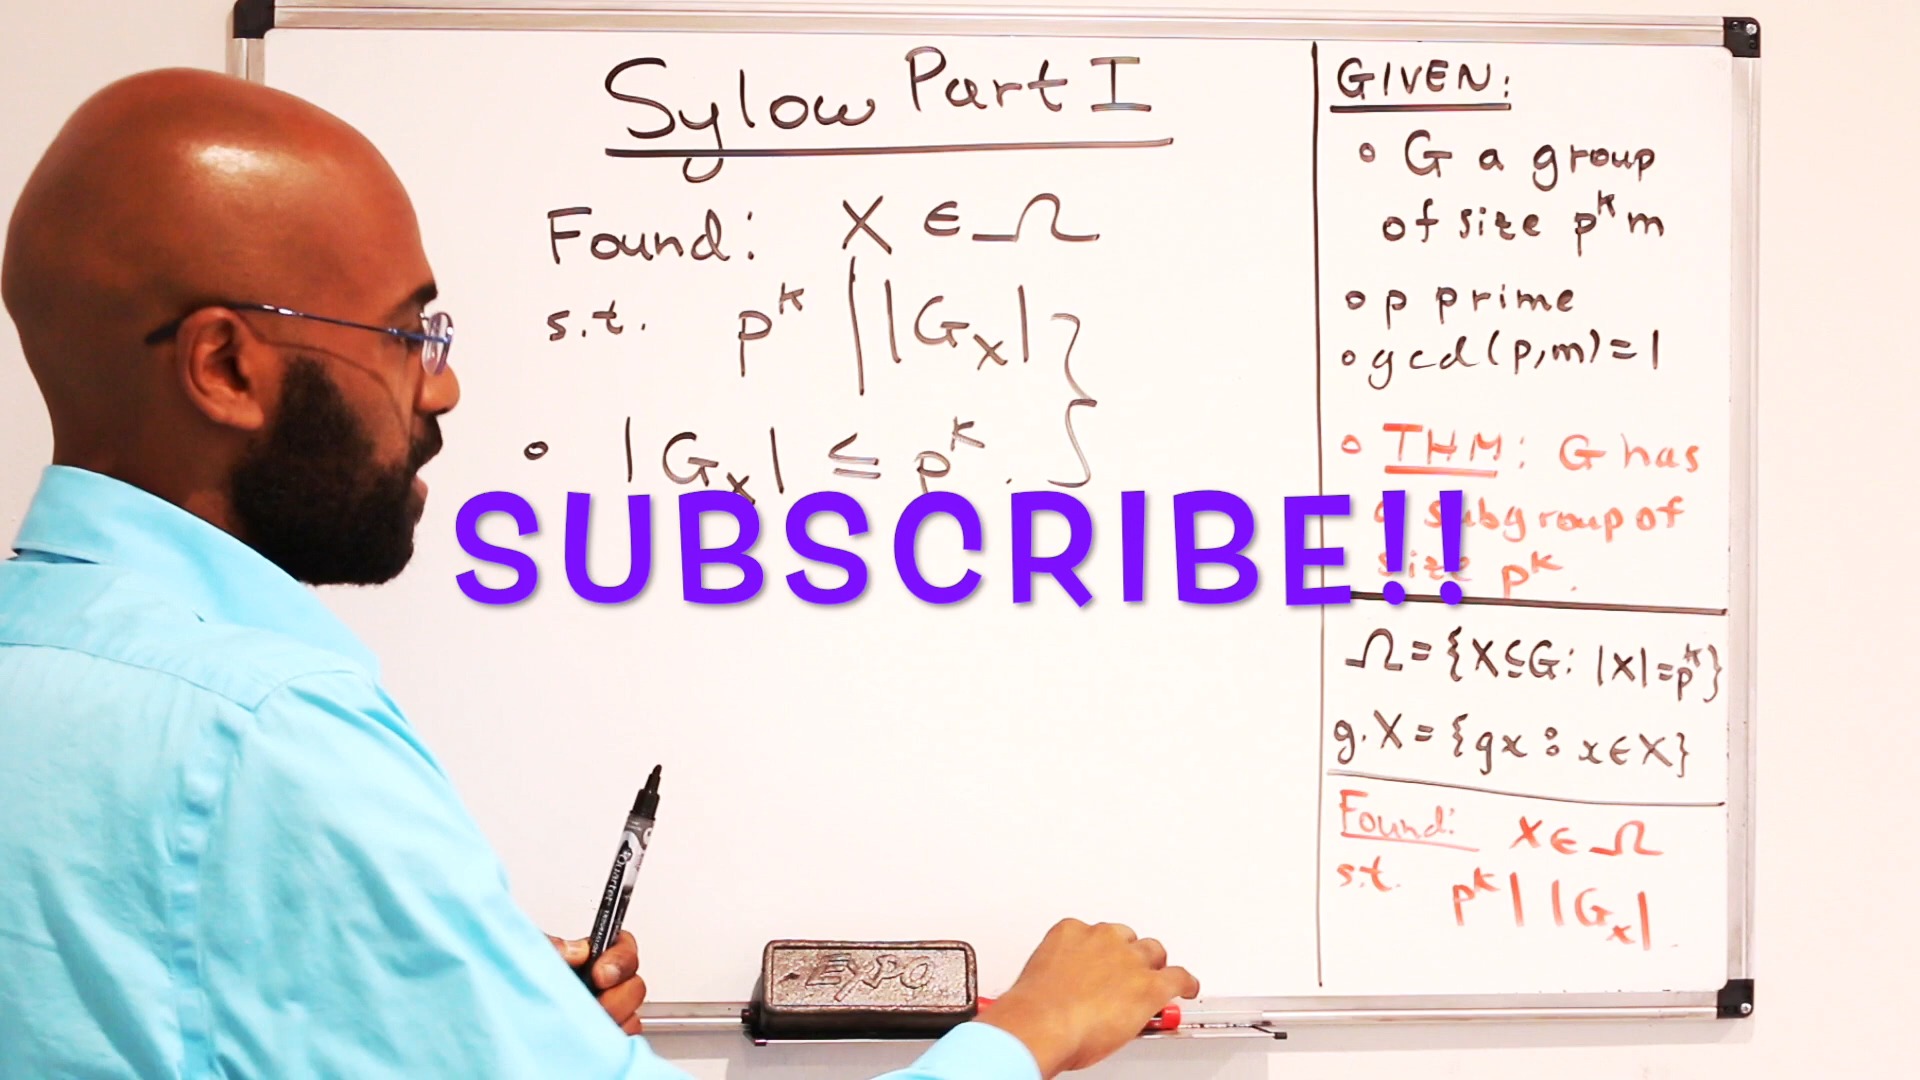 Sylow Part I
Found: X ∈ Ω
s.t. p^k | |G_X| }
• |G_X| ≤ p^k. }
SUBSCRIBE!!
GIVEN:
• G a group
of size p^k m
• p prime
• gcd(p,m)=1
• THM: G has
a subgroup of
size p^k.
Ω = {X⊆G: |X|=p^k}
g.X = {gx : x∈X}
Found: X∈Ω
s.t. p^k | |G_X|.
EXPO